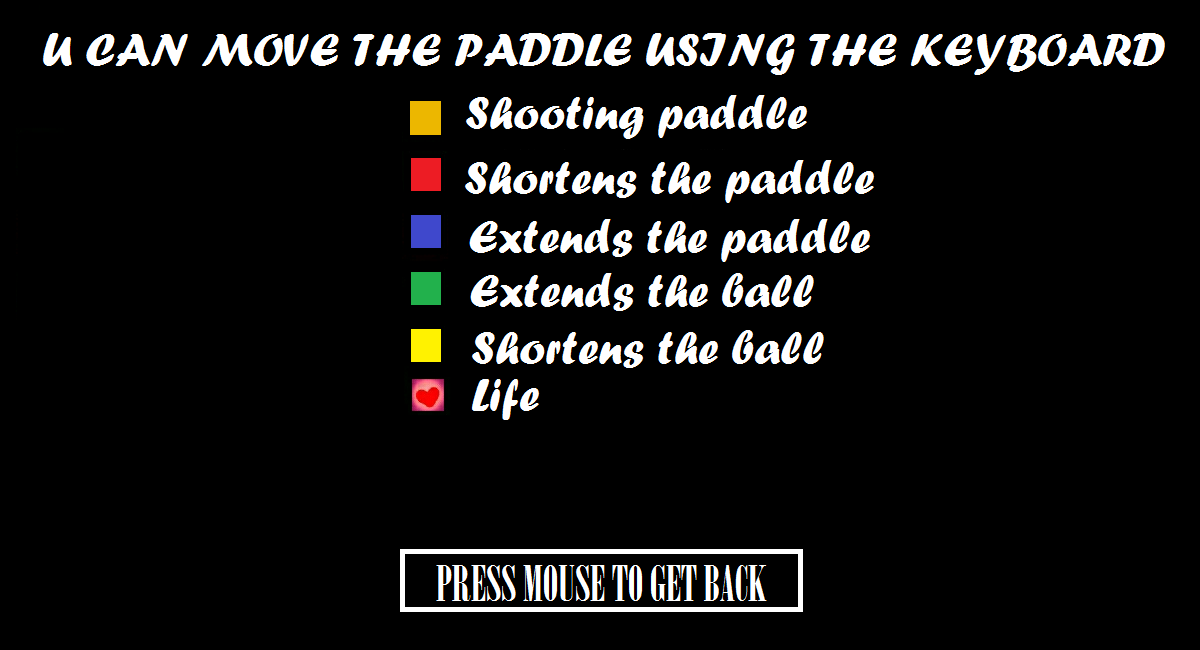 U CAN MOVE THE PADDLE USING THE KEYBOARD
Shooting paddle
Shortens the paddle
Extends the paddle
Extends the ball
Shortens the ball
Life
PRESS MOUSE TO GET BACK